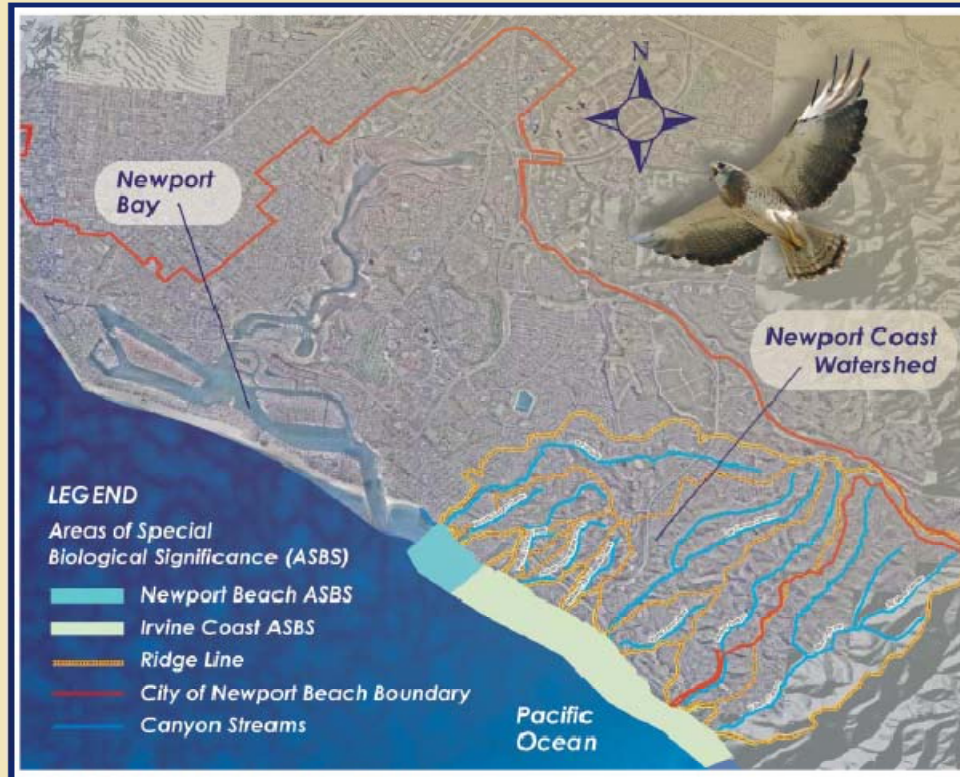 N
Newport
Bay
Newport Coast
Watershed
LEGEND
Areas of Special
Biological Significance (ASBS)
Newport Beach ASBS
Irvine Coast ASBS
Ridge Line
City of Newport Beach Boundary
Canyon Streams
Pacific
Ocean